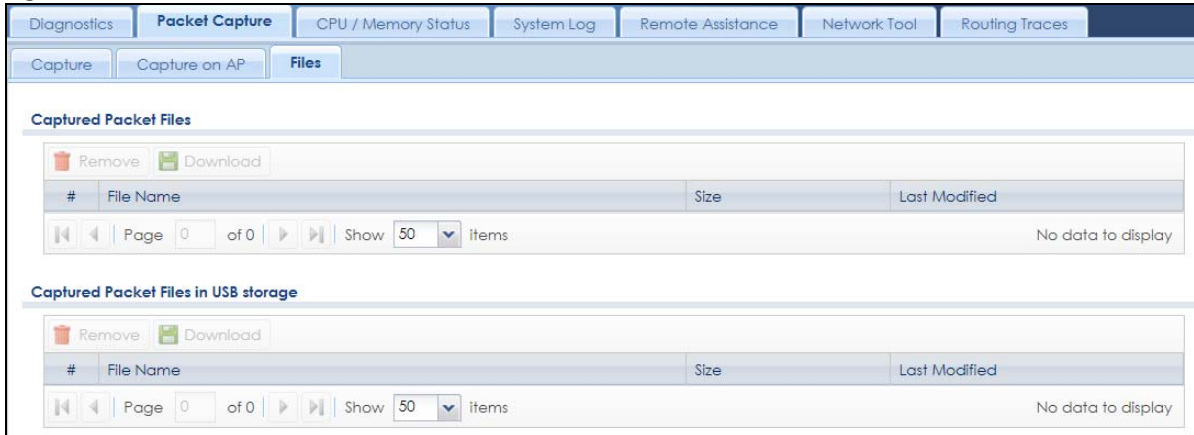 Diagnostics Packet Capture CPU / Memory Status System Log Remote Assistance Network Tool Routing Traces
Capture Capture on AP Files
Captured Packet Files
Remove Download
# File Name Size Last Modified
Page 0 of 0 Show 50 items No data to display
Captured Packet Files in USB storage
Remove Download
# File Name Size Last Modified
Page 0 of 0 Show 50 items No data to display